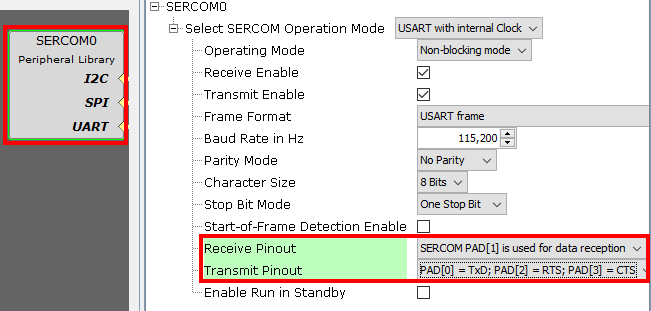 SERCOM0
Peripheral Library
I2C
SPI
UART
SERCOM0
Select SERCOM Operation Mode USART with internal Clock
Operating Mode Non-blocking mode
Receive Enable
Transmit Enable
Frame Format USART frame
Baud Rate in Hz 115,200
Parity Mode No Parity
Character Size 8 Bits
Stop Bit Mode One Stop Bit
Start-of-Frame Detection Enable
Receive Pinout SERCOM PAD[1] is used for data reception
Transmit Pinout PAD[0] = TxD; PAD[2] = RTS; PAD[3] = CTS
Enable Run in Standby